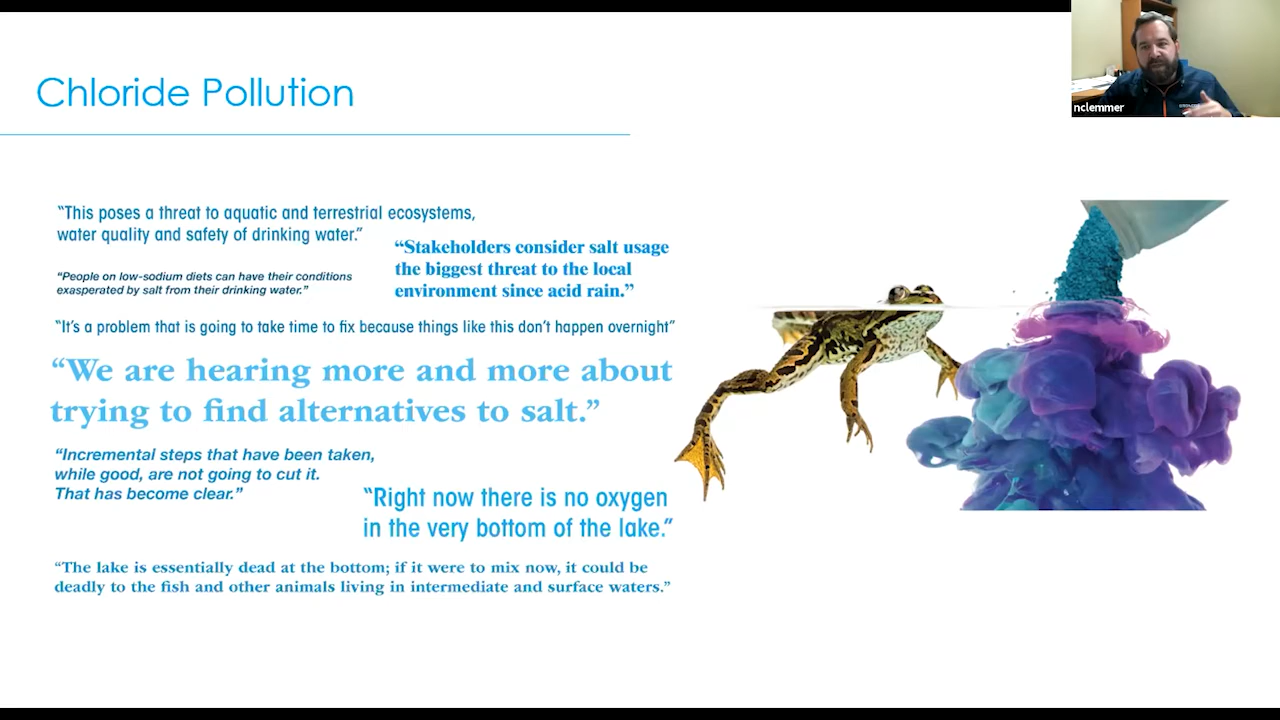 Chloride Pollution
nclemmer
“This poses a threat to aquatic and terrestrial ecosystems,
water quality and safety of drinking water.”
“Stakeholders consider salt usage
the biggest threat to the local
environment since acid rain.”
“People on low-sodium diets can have their conditions
exasperated by salt from their drinking water.”
“It’s a problem that is going to take time to fix because things like this don’t happen overnight”
“We are hearing more and more about
trying to find alternatives to salt.”
“Incremental steps that have been taken,
while good, are not going to cut it.
That has become clear.”
“Right now there is no oxygen
in the very bottom of the lake.”
“The lake is essentially dead at the bottom; if it were to mix now, it could be
deadly to the fish and other animals living in intermediate and surface waters.”